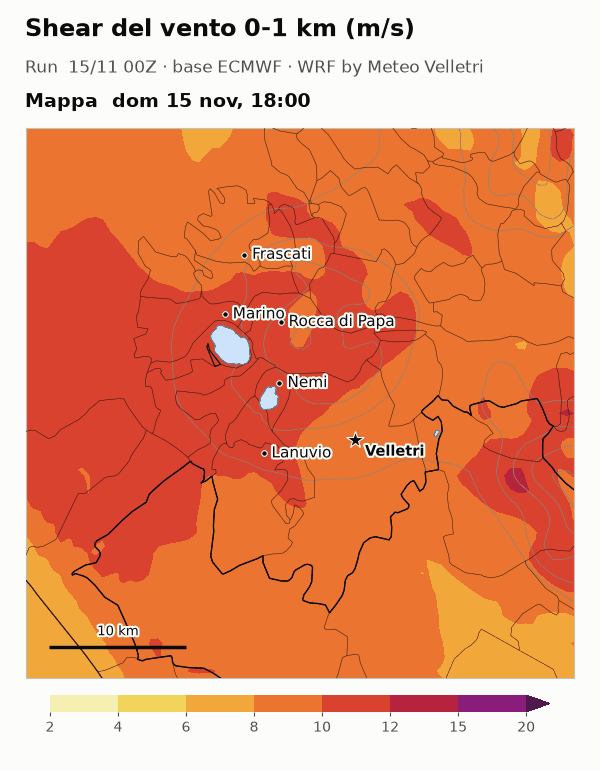 Shear del vento 0-1 km (m/s)
Run  15/11 00Z · base ECMWF · WRF by Meteo Velletri
Mappa  dom 15 nov, 18:00
Frascati
Marino
Rocca di Papa
Nemi
Velletri
Lanuvio
10 km
2 4 6 8 10 12 15 20